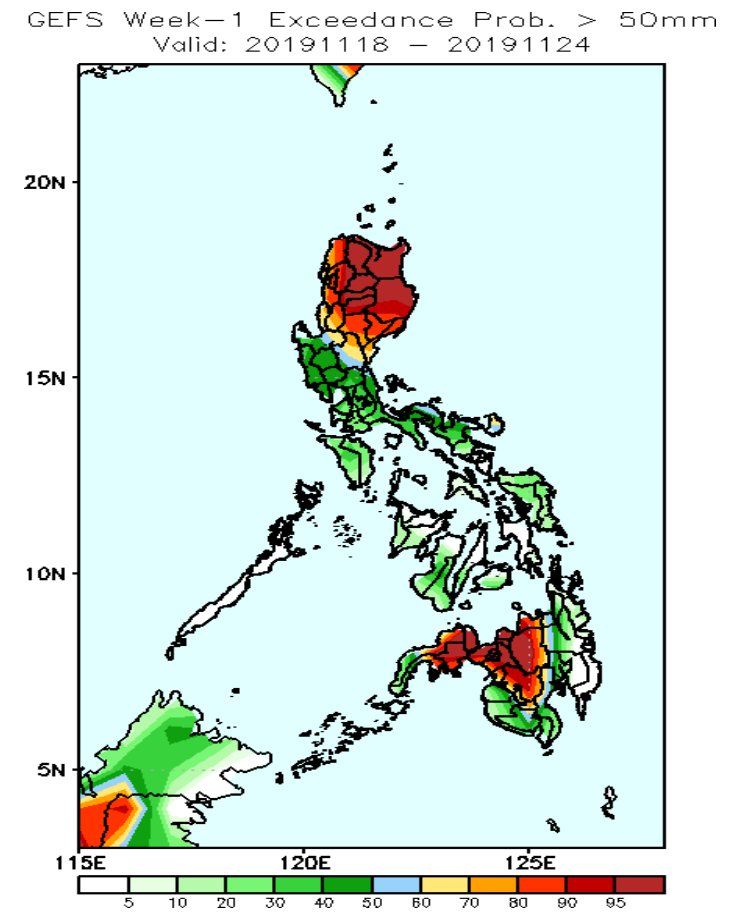 GEFS Week-1 Exceedance Prob. > 50mm
Valid: 20191118 - 20191124
20N
15N
10N
5N
115E 120E 125E
5 10 20 30 40 50 60 70 80 90 95